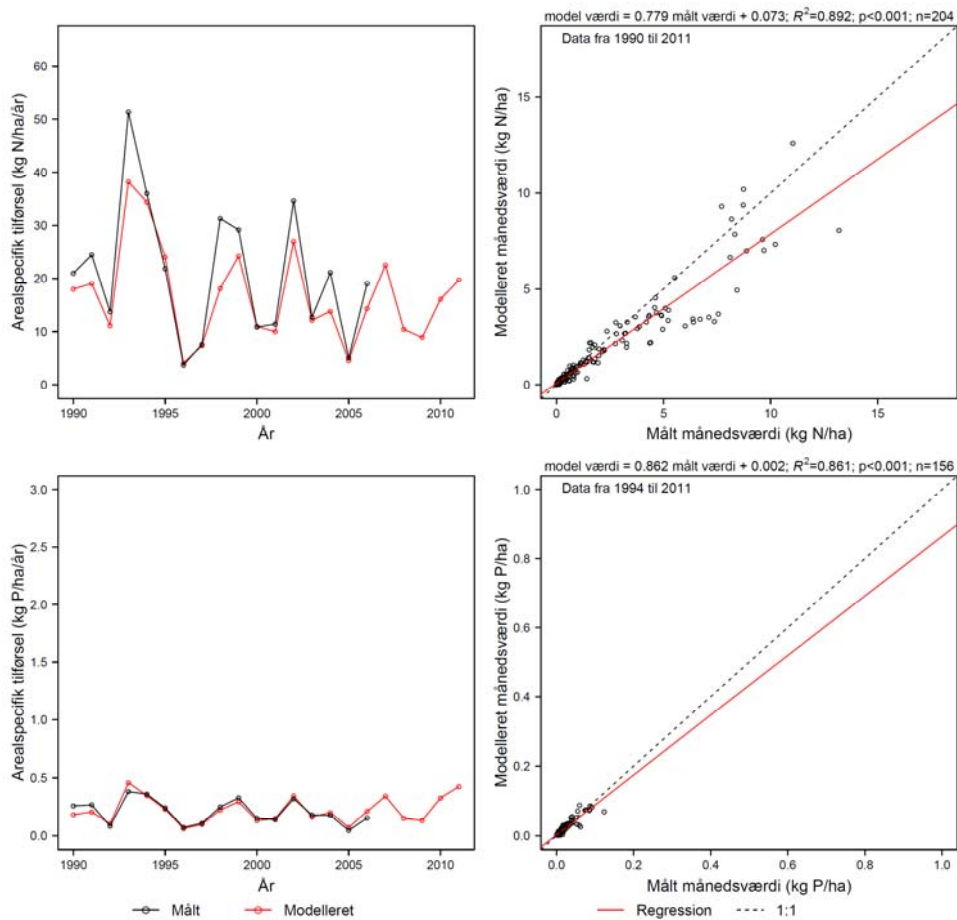 60
50
40
30
20
10
0
Arealspecifik tilførsel (kg N/ha/år)
1990 1995 2000 2005 2010
År
model værdi = 0.779 målt værdi + 0.073; R²=0.892; p<0.001; n=204
Data fra 1990 til 2011
15
10
5
0
Modelleret månedsværdi (kg N/ha)
0 5 10 15
Målt månedsværdi (kg N/ha)
3.0
2.5
2.0
1.5
1.0
0.5
0.0
Arealspecifik tilførsel (kg P/ha/år)
1990 1995 2000 2005 2010
År
model værdi = 0.862 målt værdi + 0.002; R²=0.861; p<0.001; n=156
Data fra 1994 til 2011
1.0
0.8
0.6
0.4
0.2
0.0
Modelleret månedsværdi (kg P/ha)
0.0 0.2 0.4 0.6 0.8 1.0
Målt månedsværdi (kg P/ha)
Målt Modelleret Regression 1:1